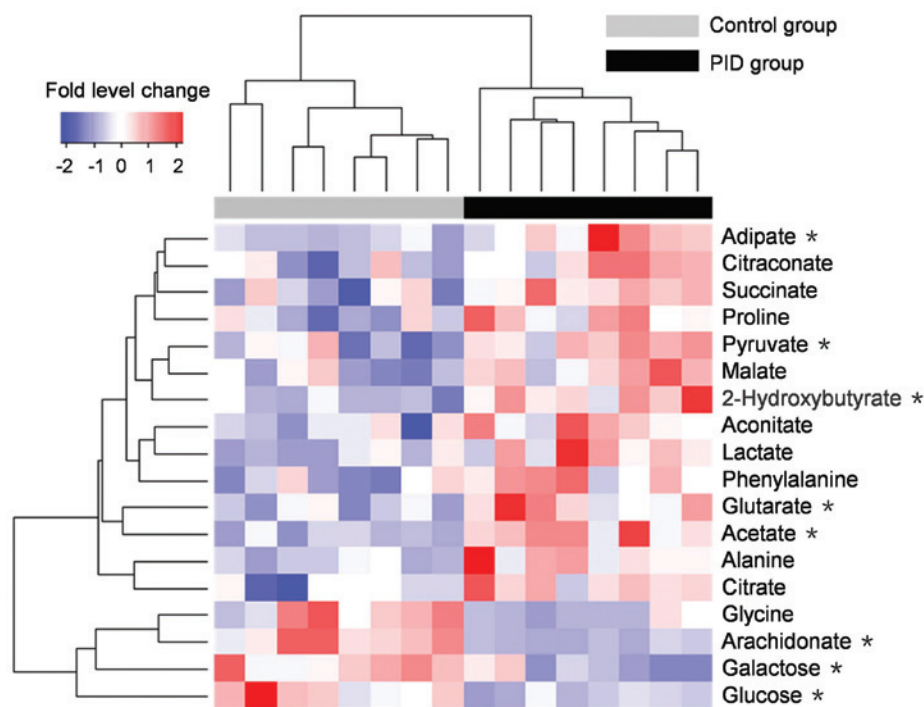 Control group
PID group
Fold level change
-2 -1 0 1 2
Adipate *
Citraconate
Succinate
Proline
Pyruvate *
Malate
2-Hydroxybutyrate *
Aconitate
Lactate
Phenylalanine
Glutarate *
Acetate *
Alanine
Citrate
Glycine
Arachidonate *
Galactose *
Glucose *